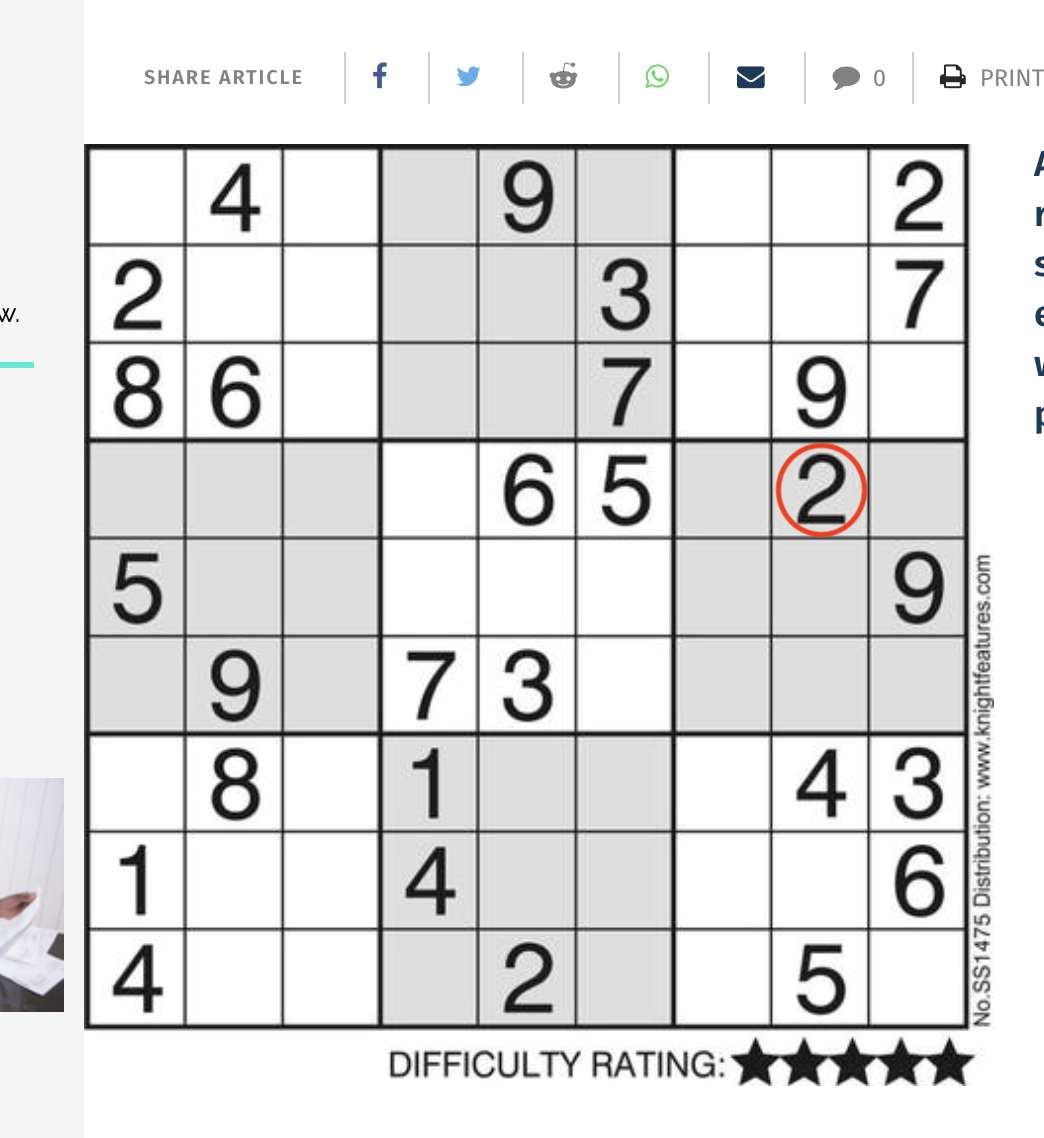 SHARE ARTICLE 0 PRINT
4 9 2
2 3 7
w.
8 6 7 9
6 5 2
5 9
9 7 3
8 1 4 3
1 4 6
4 2 5
No.SS1475 Distribution: www.knightfeatures.com
DIFFICULTY RATING: